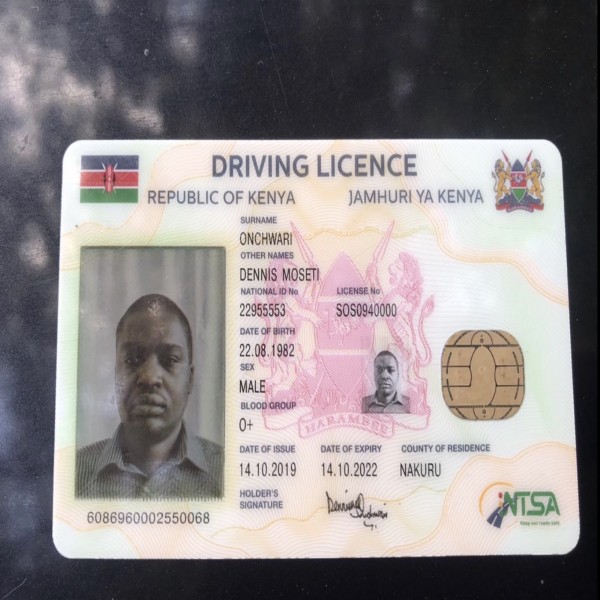 DRIVING LICENCE
REPUBLIC OF KENYA JAMHURI YA KENYA
SURNAME
ONCHWARI
OTHER NAMES
DENNIS MOSETI
NATIONAL ID No LICENSE No
22955553 SOS0940000
DATE OF BIRTH
22.08.1982
SEX
MALE
BLOOD GROUP
O+
HARAMBEE
DATE OF ISSUE DATE OF EXPIRY COUNTY OF RESIDENCE
14.10.2019 14.10.2022 NAKURU
HOLDER'S
SIGNATURE
6086960002550068
NTSA